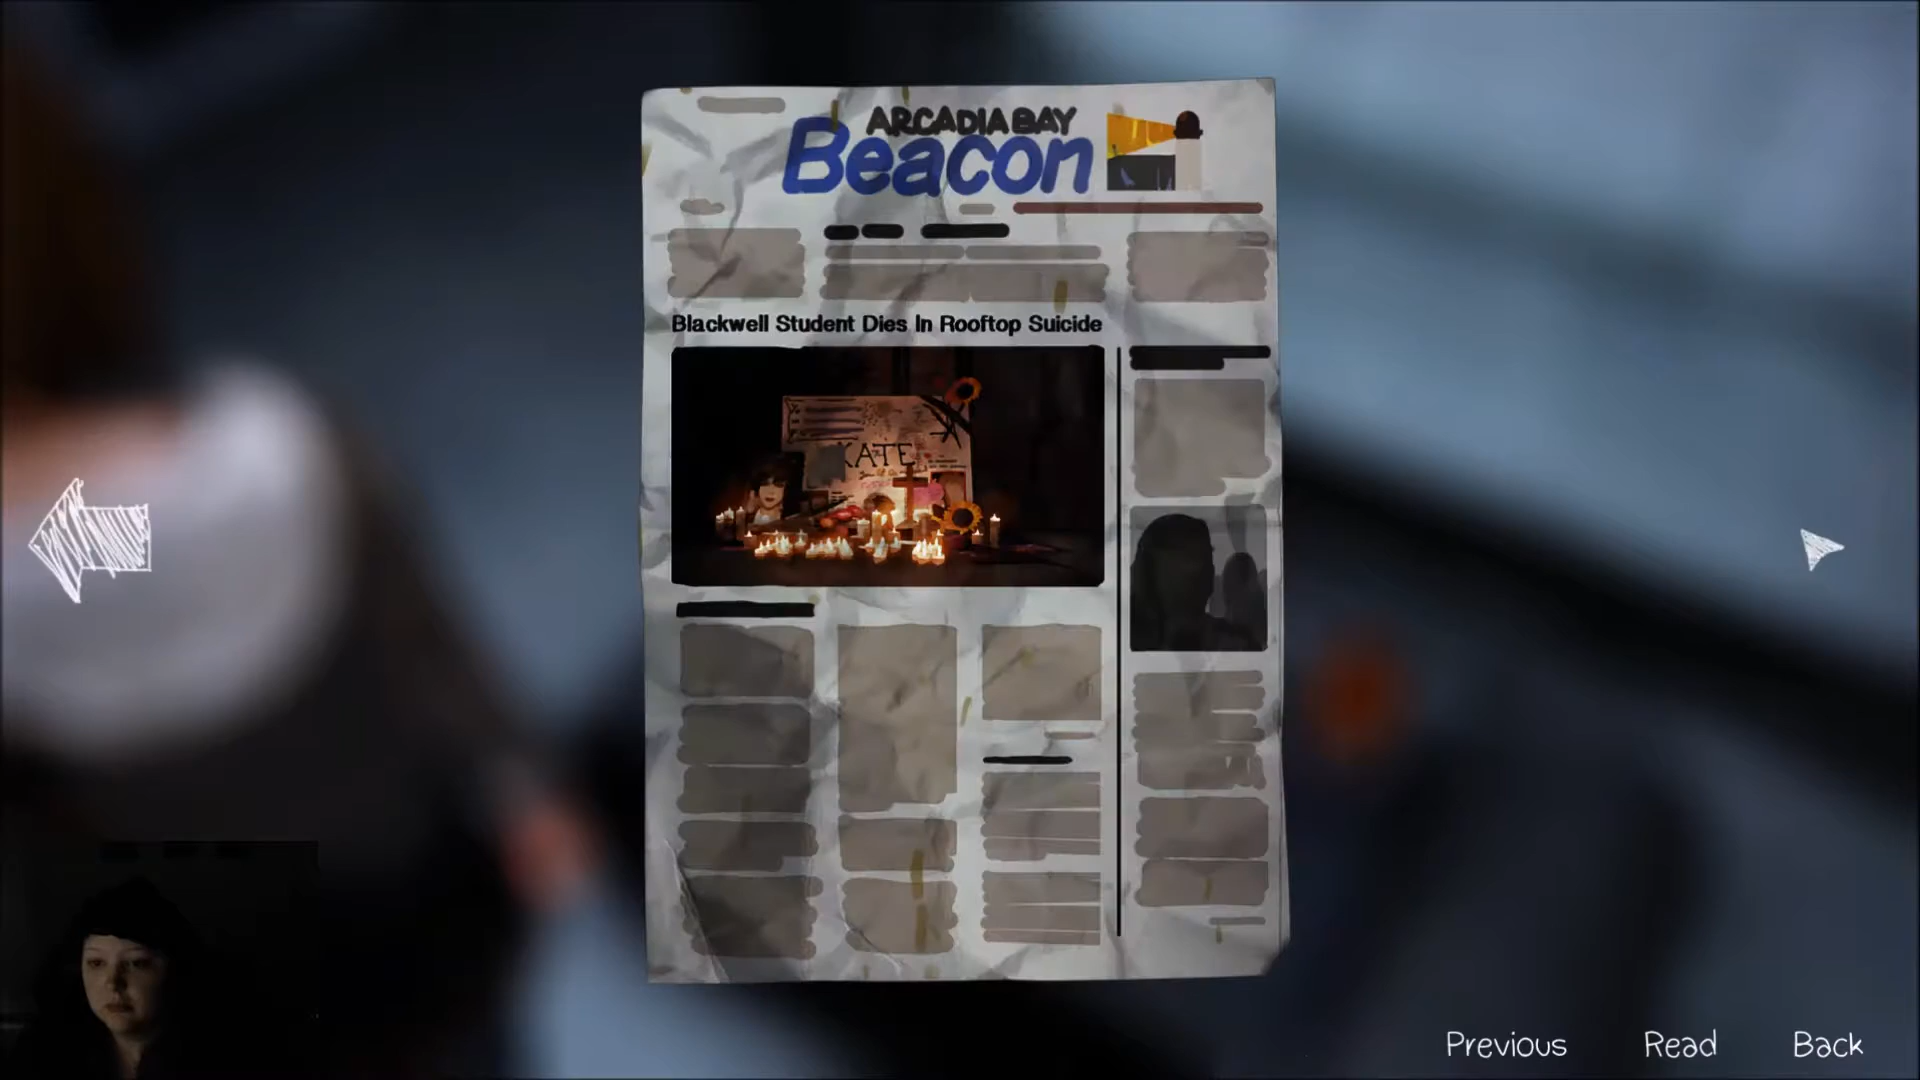 ARCADIA BAY
Beacon
Blackwell Student Dies In Rooftop Suicide
KATE
Previous
Read
Back